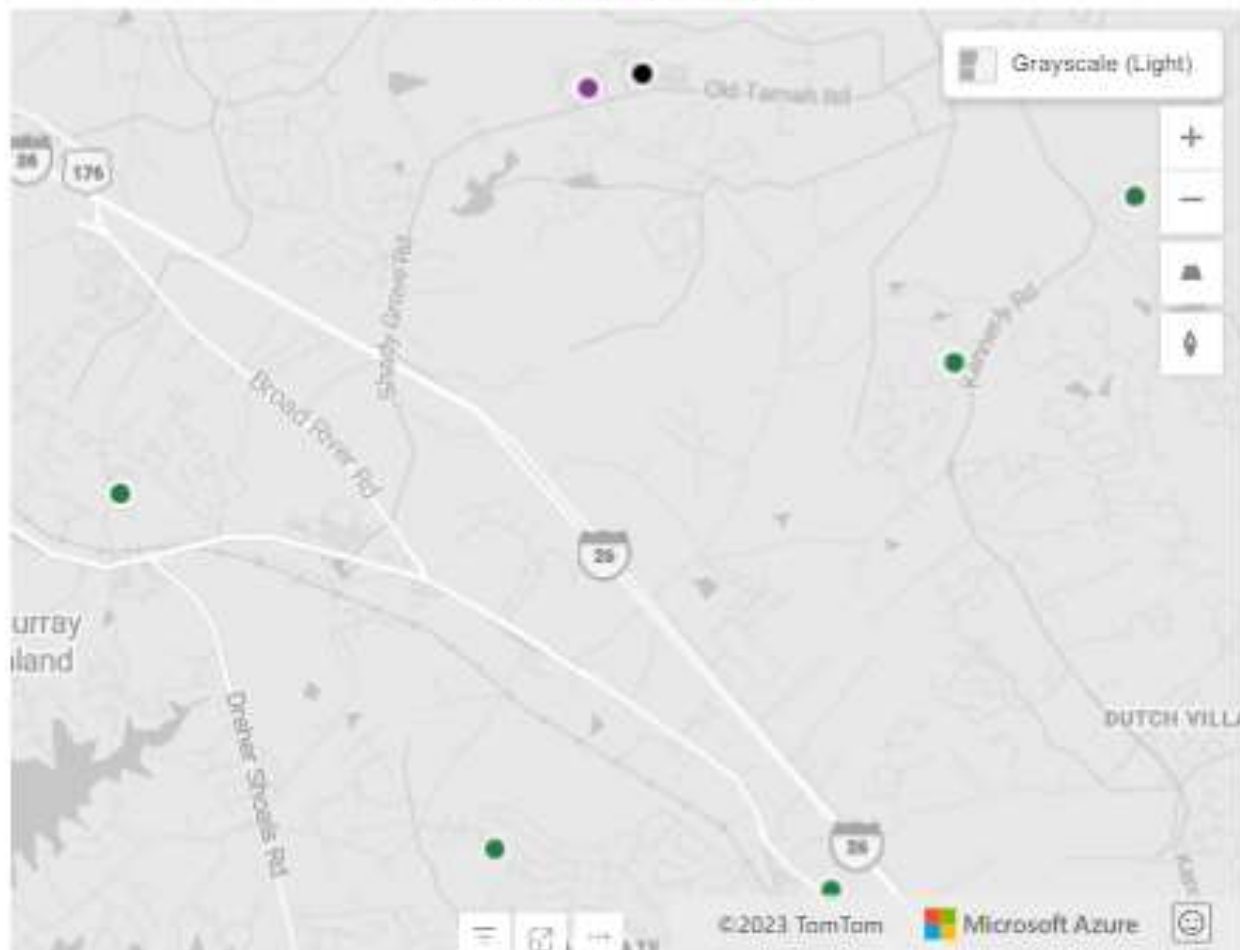 Grayscale (Light)
Old Tamah Rd
26
176
Shady Grove Rd
Kennerly Rd
Broad River Rd
26
urray
land
DUTCH VILLA
Dreher Shoals Rd
26
©2023 TomTom
Microsoft Azure